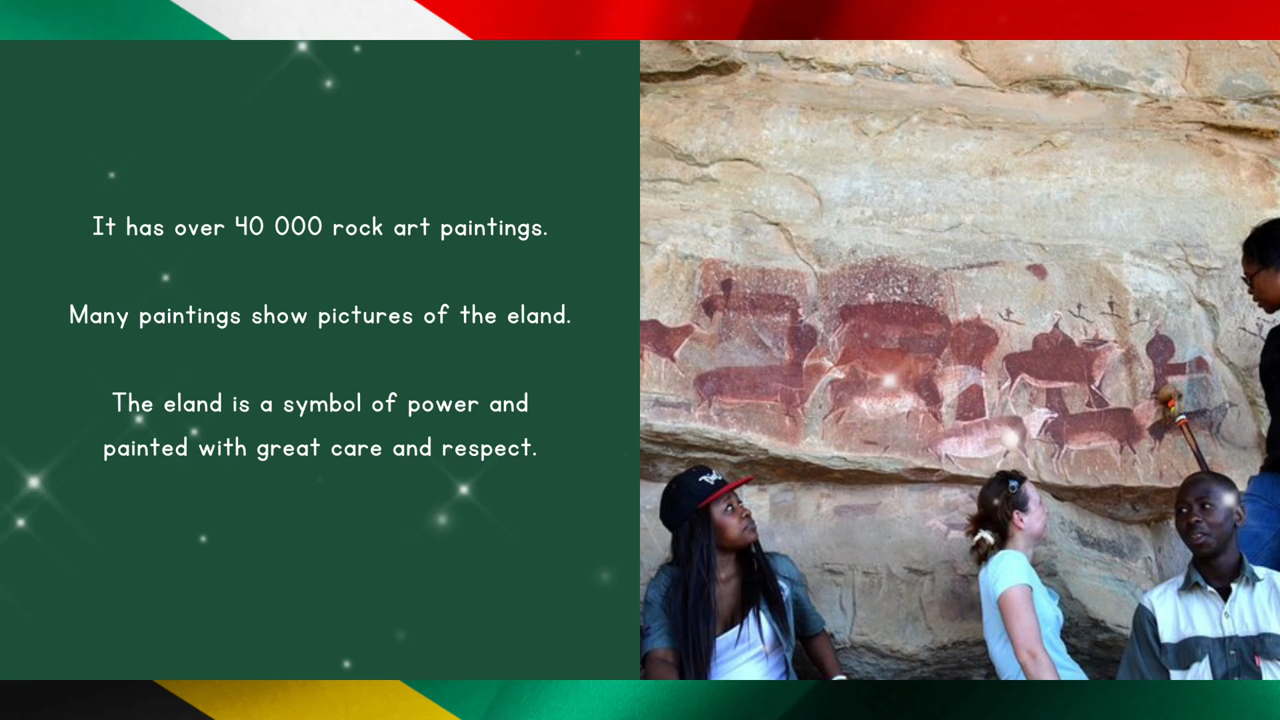 It has over 40 000 rock art paintings.
Many paintings show pictures of the eland.
The eland is a symbol of power and
painted with great care and respect.